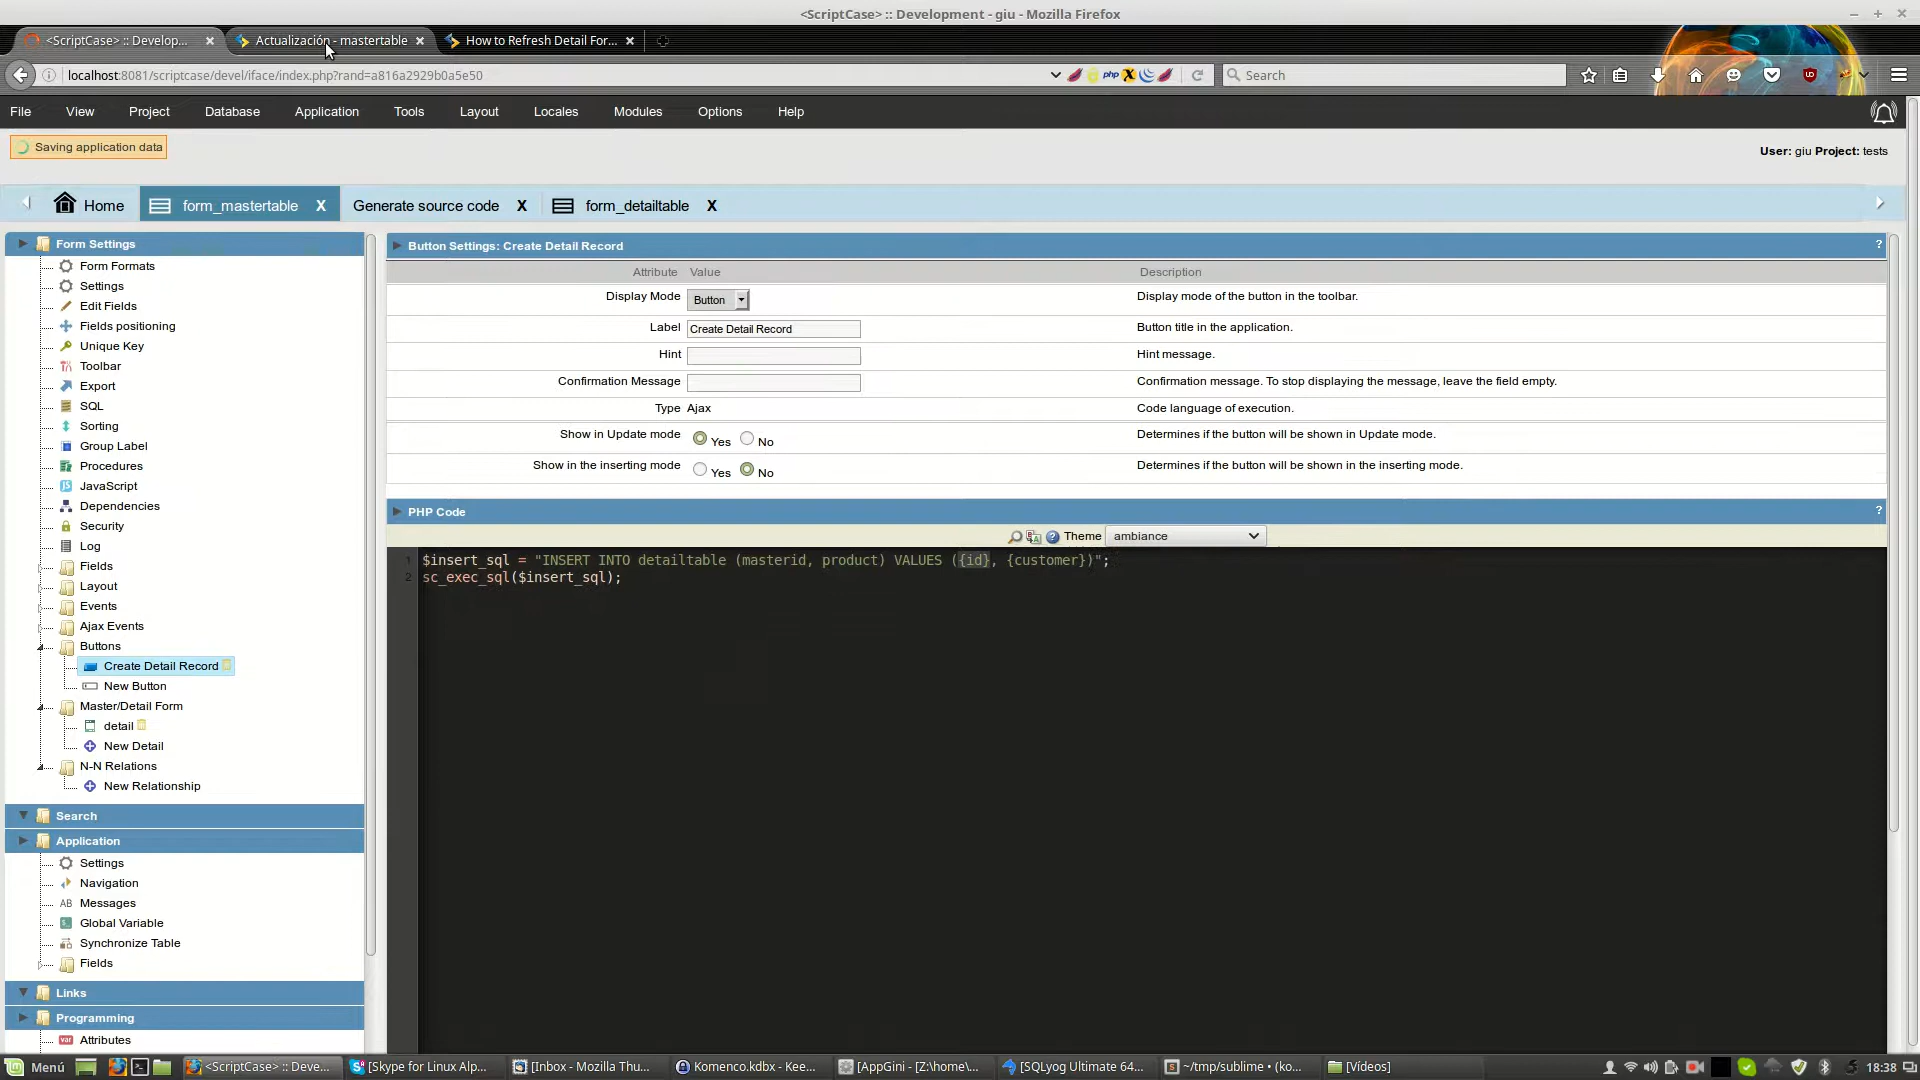 <ScriptCase> :: Development - giu - Mozilla Firefox
<ScriptCase> :: Develop...
Actualización - mastertable
How to Refresh Detail For...
localhost:8081/scriptcase/devel/iface/index.php?rand=a816a2929b0a5e50
php
Search
File
View
Project
Database
Application
Tools
Layout
Locales
Modules
Options
Help
Saving application data
User: giu Project: tests
Home
form_mastertable X
Generate source code X
form_detailtable X
Form Settings
Form Formats
Settings
Edit Fields
Fields positioning
Unique Key
Toolbar
Export
SQL
Sorting
Group Label
Procedures
JavaScript
Dependencies
Security
Log
Fields
Layout
Events
Ajax Events
Buttons
Create Detail Record
New Button
Master/Detail Form
detail
New Detail
N-N Relations
New Relationship
Search
Application
Settings
Navigation
AB Messages
Global Variable
Synchronize Table
Fields
Links
Programming
var Attributes
Button Settings: Create Detail Record ?
Attribute Value Description
Display Mode Button Display mode of the button in the toolbar.
Label Create Detail Record Button title in the application.
Hint Hint message.
Confirmation Message Confirmation message. To stop displaying the message, leave the field empty.
Type Ajax Code language of execution.
Show in Update mode Yes No Determines if the button will be shown in Update mode.
Show in the inserting mode Yes No Determines if the button will be shown in the inserting mode.
PHP Code ?
Theme ambiance
1 $insert_sql = "INSERT INTO detailtable (masterid, product) VALUES ({id}, {customer})";
2 sc_exec_sql($insert_sql);
Menú
<ScriptCase> :: Deve...
[Skype for Linux Alp...
[Inbox - Mozilla Thu...
Komenco.kdbx - Kee...
[AppGini - [Z:\home\...
[SQLyog Ultimate 64...
~/tmp/sublime • (ko...
[Vídeos]
18:38